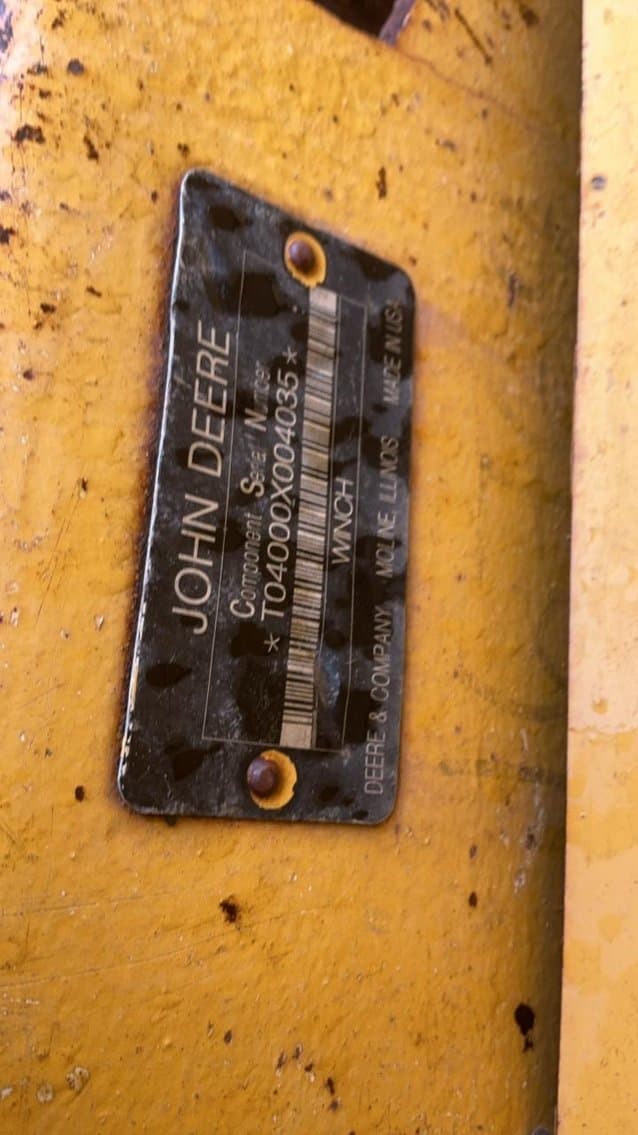 JOHN DEERE
Component Serial Number
* T04000X004035 *
WINCH
DEERE & COMPANY MOLINE, ILLINOIS MADE IN USA